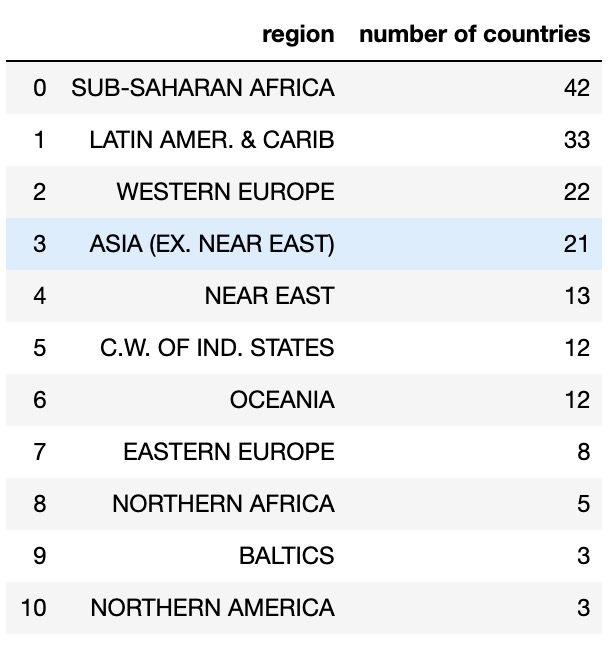 region number of countries
0 SUB-SAHARAN AFRICA 42
1 LATIN AMER. & CARIB 33
2 WESTERN EUROPE 22
3 ASIA (EX. NEAR EAST) 21
4 NEAR EAST 13
5 C.W. OF IND. STATES 12
6 OCEANIA 12
7 EASTERN EUROPE 8
8 NORTHERN AFRICA 5
9 BALTICS 3
10 NORTHERN AMERICA 3